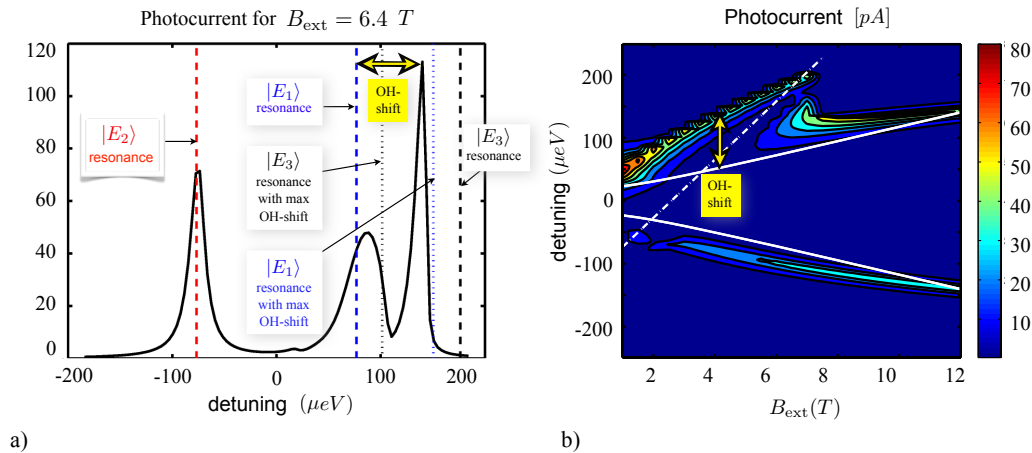 Photocurrent for B_ext = 6.4 T
120
100
80
60
40
20
0
-200
-100
0
100
200
detuning (μeV)
|E_2⟩
resonance
|E_1⟩
resonance
|E_3⟩
resonance
with max
OH-shift
|E_1⟩
resonance
with max
OH-shift
OH-
shift
|E_3⟩
resonance
a)
Photocurrent [pA]
detuning (μeV)
200
100
0
-100
-200
2
4
6
8
10
12
B_ext(T)
OH-
shift
80
70
60
50
40
30
20
10
b)